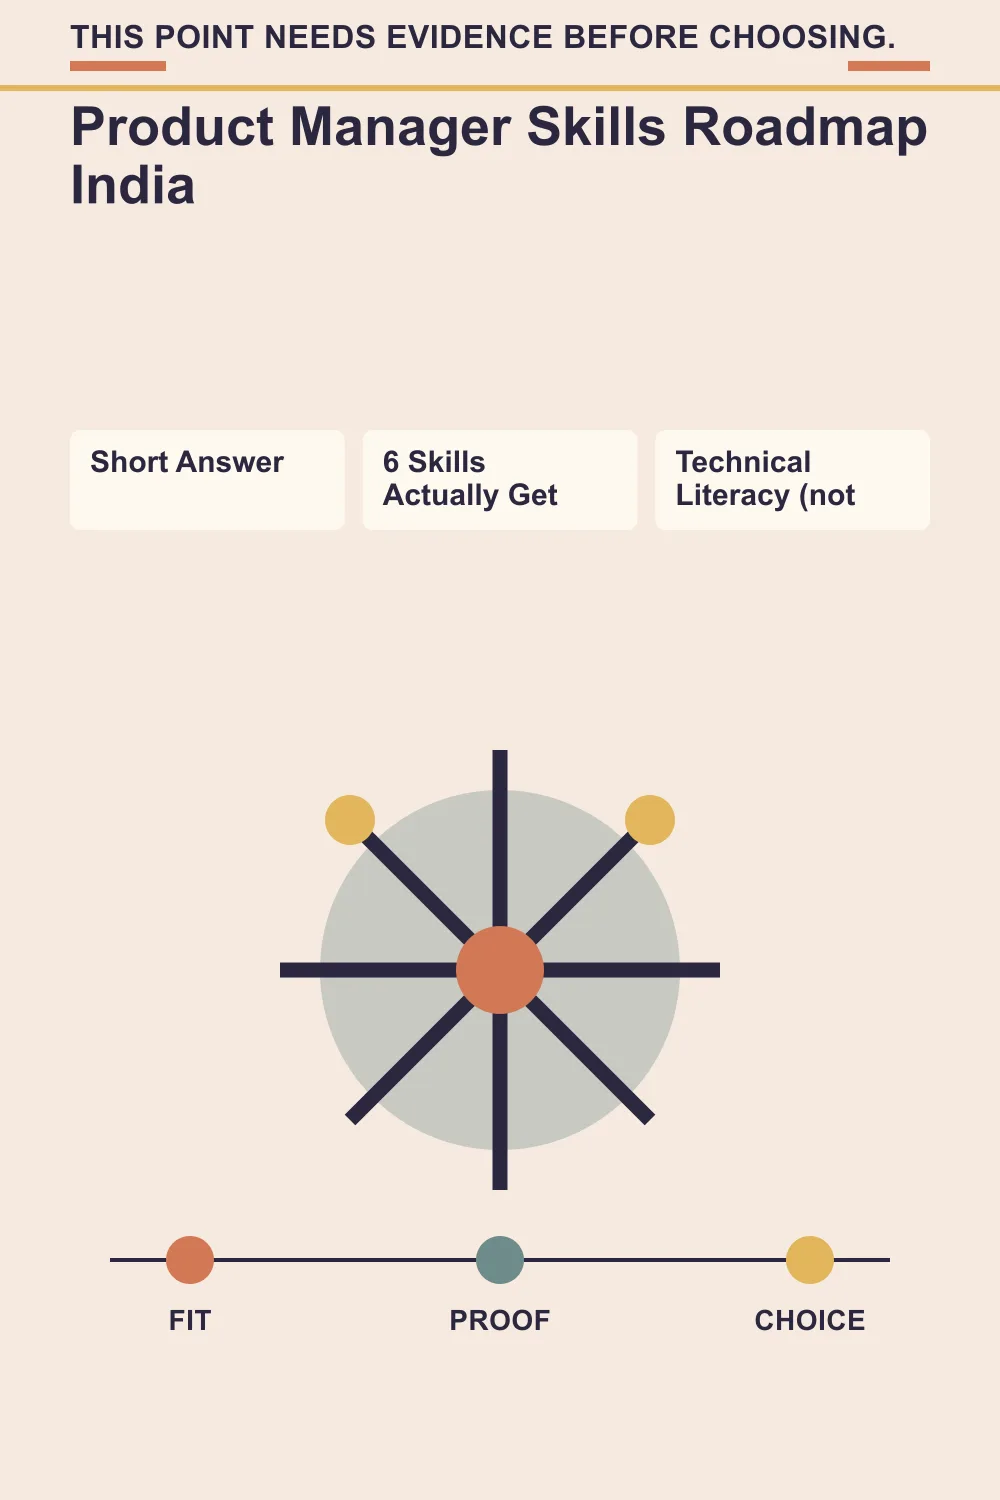 THIS POINT NEEDS EVIDENCE BEFORE CHOOSING.
Product Manager Skills Roadmap
India
Short Answer
6 Skills
Actually Get
Technical
Literacy (not
FIT
PROOF
CHOICE